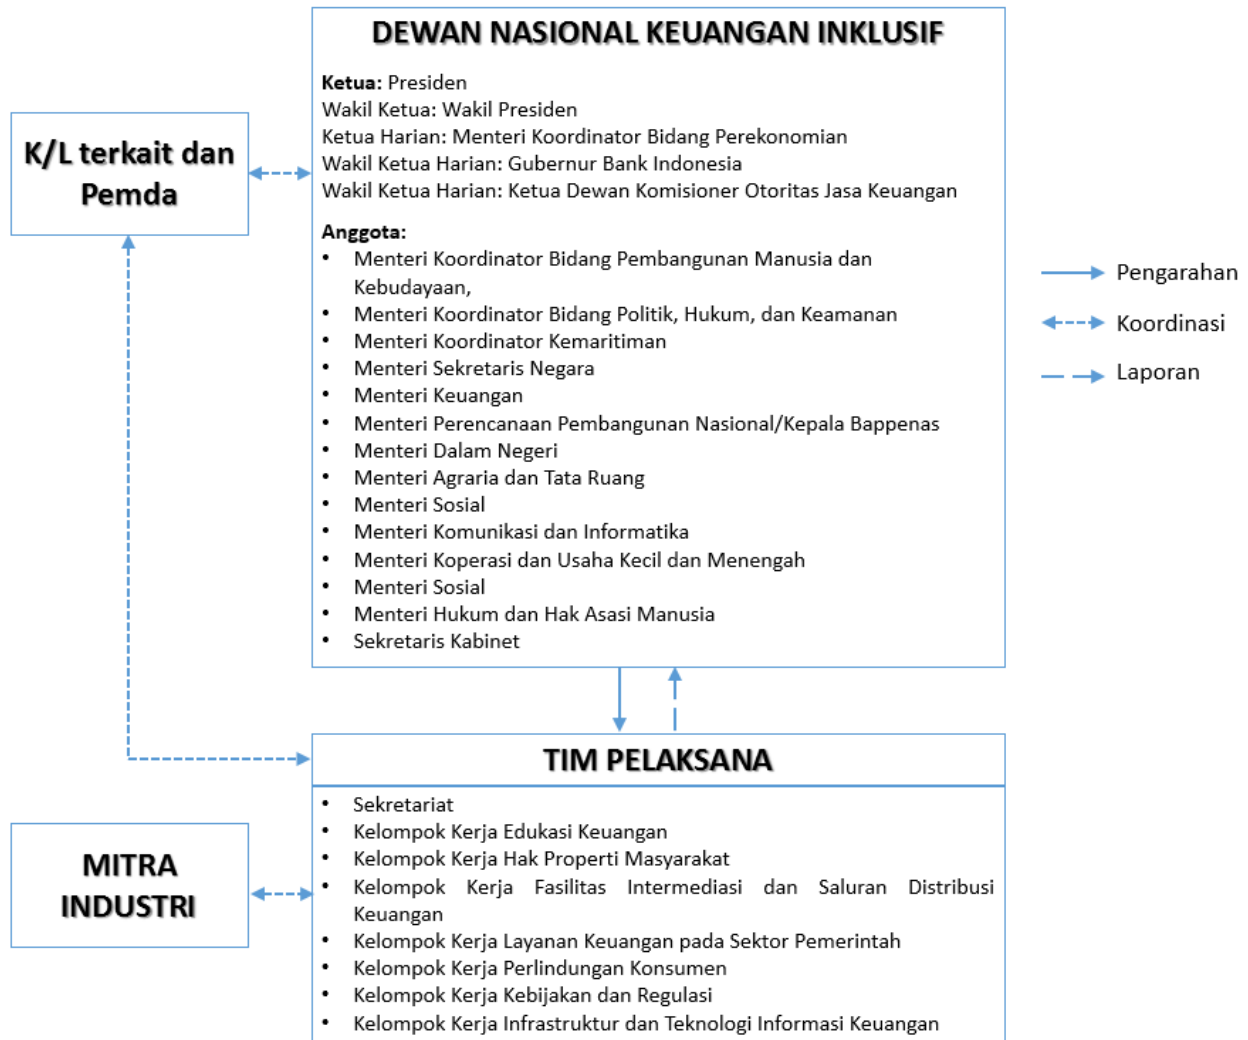 DEWAN NASIONAL KEUANGAN INKLUSIF
Ketua: Presiden
Wakil Ketua: Wakil Presiden
Ketua Harian: Menteri Koordinator Bidang Perekonomian
Wakil Ketua Harian: Gubernur Bank Indonesia
Wakil Ketua Harian: Ketua Dewan Komisioner Otoritas Jasa Keuangan
Anggota:
• Menteri Koordinator Bidang Pembangunan Manusia dan
Kebudayaan,
• Menteri Koordinator Bidang Politik, Hukum, dan Keamanan
• Menteri Koordinator Kemaritiman
• Menteri Sekretaris Negara
• Menteri Keuangan
• Menteri Perencanaan Pembangunan Nasional/Kepala Bappenas
• Menteri Dalam Negeri
• Menteri Agraria dan Tata Ruang
• Menteri Sosial
• Menteri Komunikasi dan Informatika
• Menteri Koperasi dan Usaha Kecil dan Menengah
• Menteri Sosial
• Menteri Hukum dan Hak Asasi Manusia
• Sekretaris Kabinet
K/L terkait dan
Pemda
Pengarahan
Koordinasi
Laporan
TIM PELAKSANA
• Sekretariat
• Kelompok Kerja Edukasi Keuangan
• Kelompok Kerja Hak Properti Masyarakat
• Kelompok Kerja Fasilitas Intermediasi dan Saluran Distribusi
Keuangan
• Kelompok Kerja Layanan Keuangan pada Sektor Pemerintah
• Kelompok Kerja Perlindungan Konsumen
• Kelompok Kerja Kebijakan dan Regulasi
• Kelompok Kerja Infrastruktur dan Teknologi Informasi Keuangan
MITRA
INDUSTRI